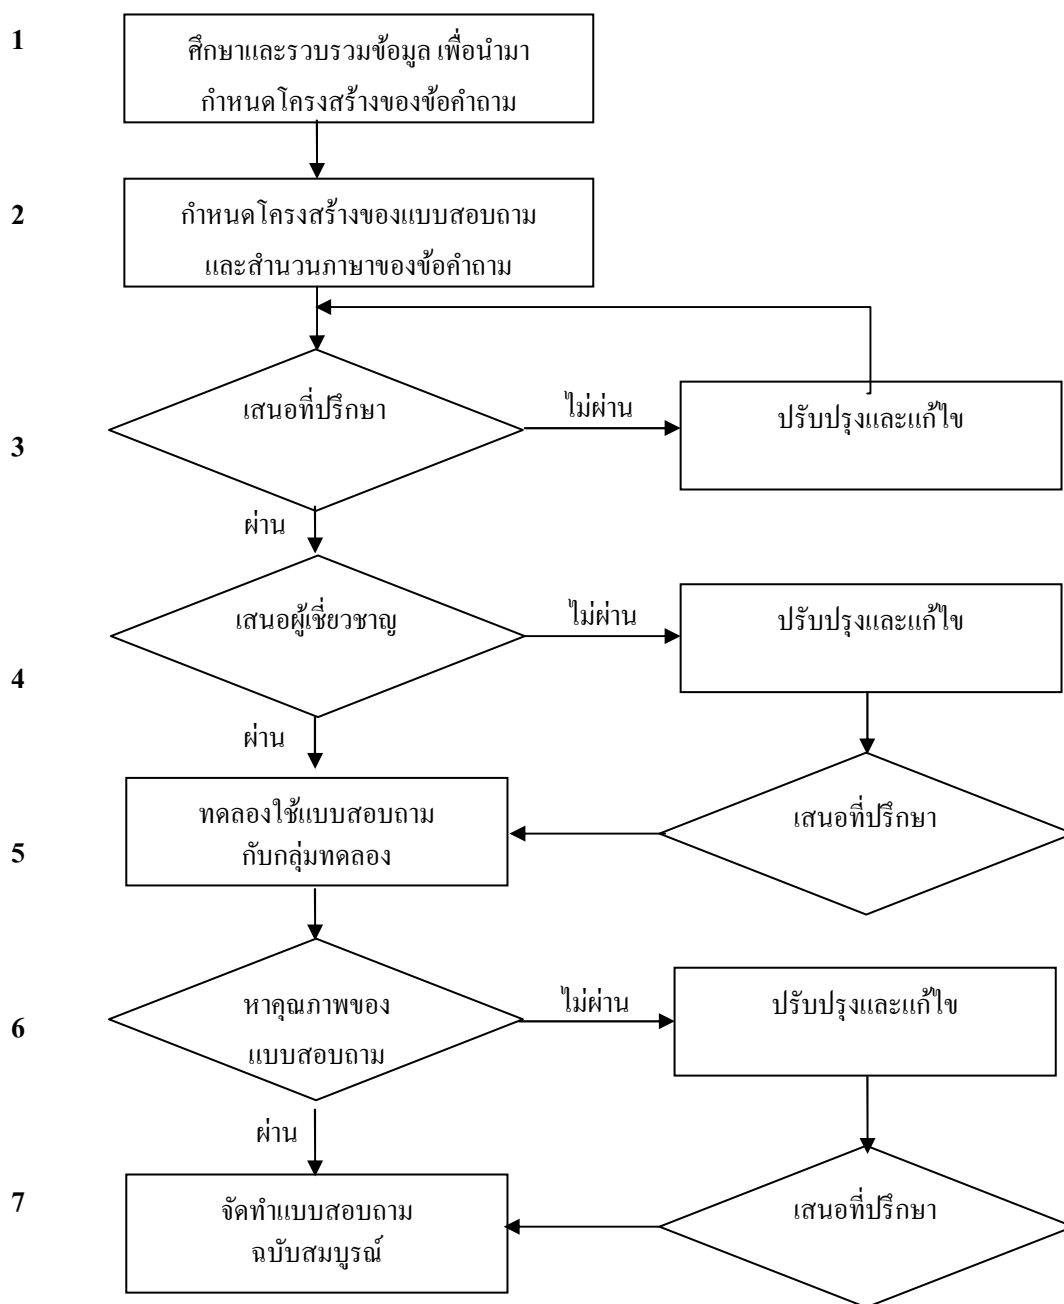 1
ศึกษาและรวบรวมข้อมูล เพื่อนำมา
กำหนดโครงสร้างของข้อคำถาม
2
กำหนดโครงสร้างของแบบสอบถาม
และสำนวนภาษาของข้อคำถาม
3
เสนอที่ปรึกษา
ไม่ผ่าน
ปรับปรุงและแก้ไข
ผ่าน
4
เสนอผู้เชี่ยวชาญ
ไม่ผ่าน
ปรับปรุงและแก้ไข
ผ่าน
5
ทดลองใช้แบบสอบถาม
กับกลุ่มทดลอง
เสนอที่ปรึกษา
6
หาคุณภาพของ
แบบสอบถาม
ไม่ผ่าน
ปรับปรุงและแก้ไข
ผ่าน
7
จัดทำแบบสอบถาม
ฉบับสมบูรณ์
เสนอที่ปรึกษา